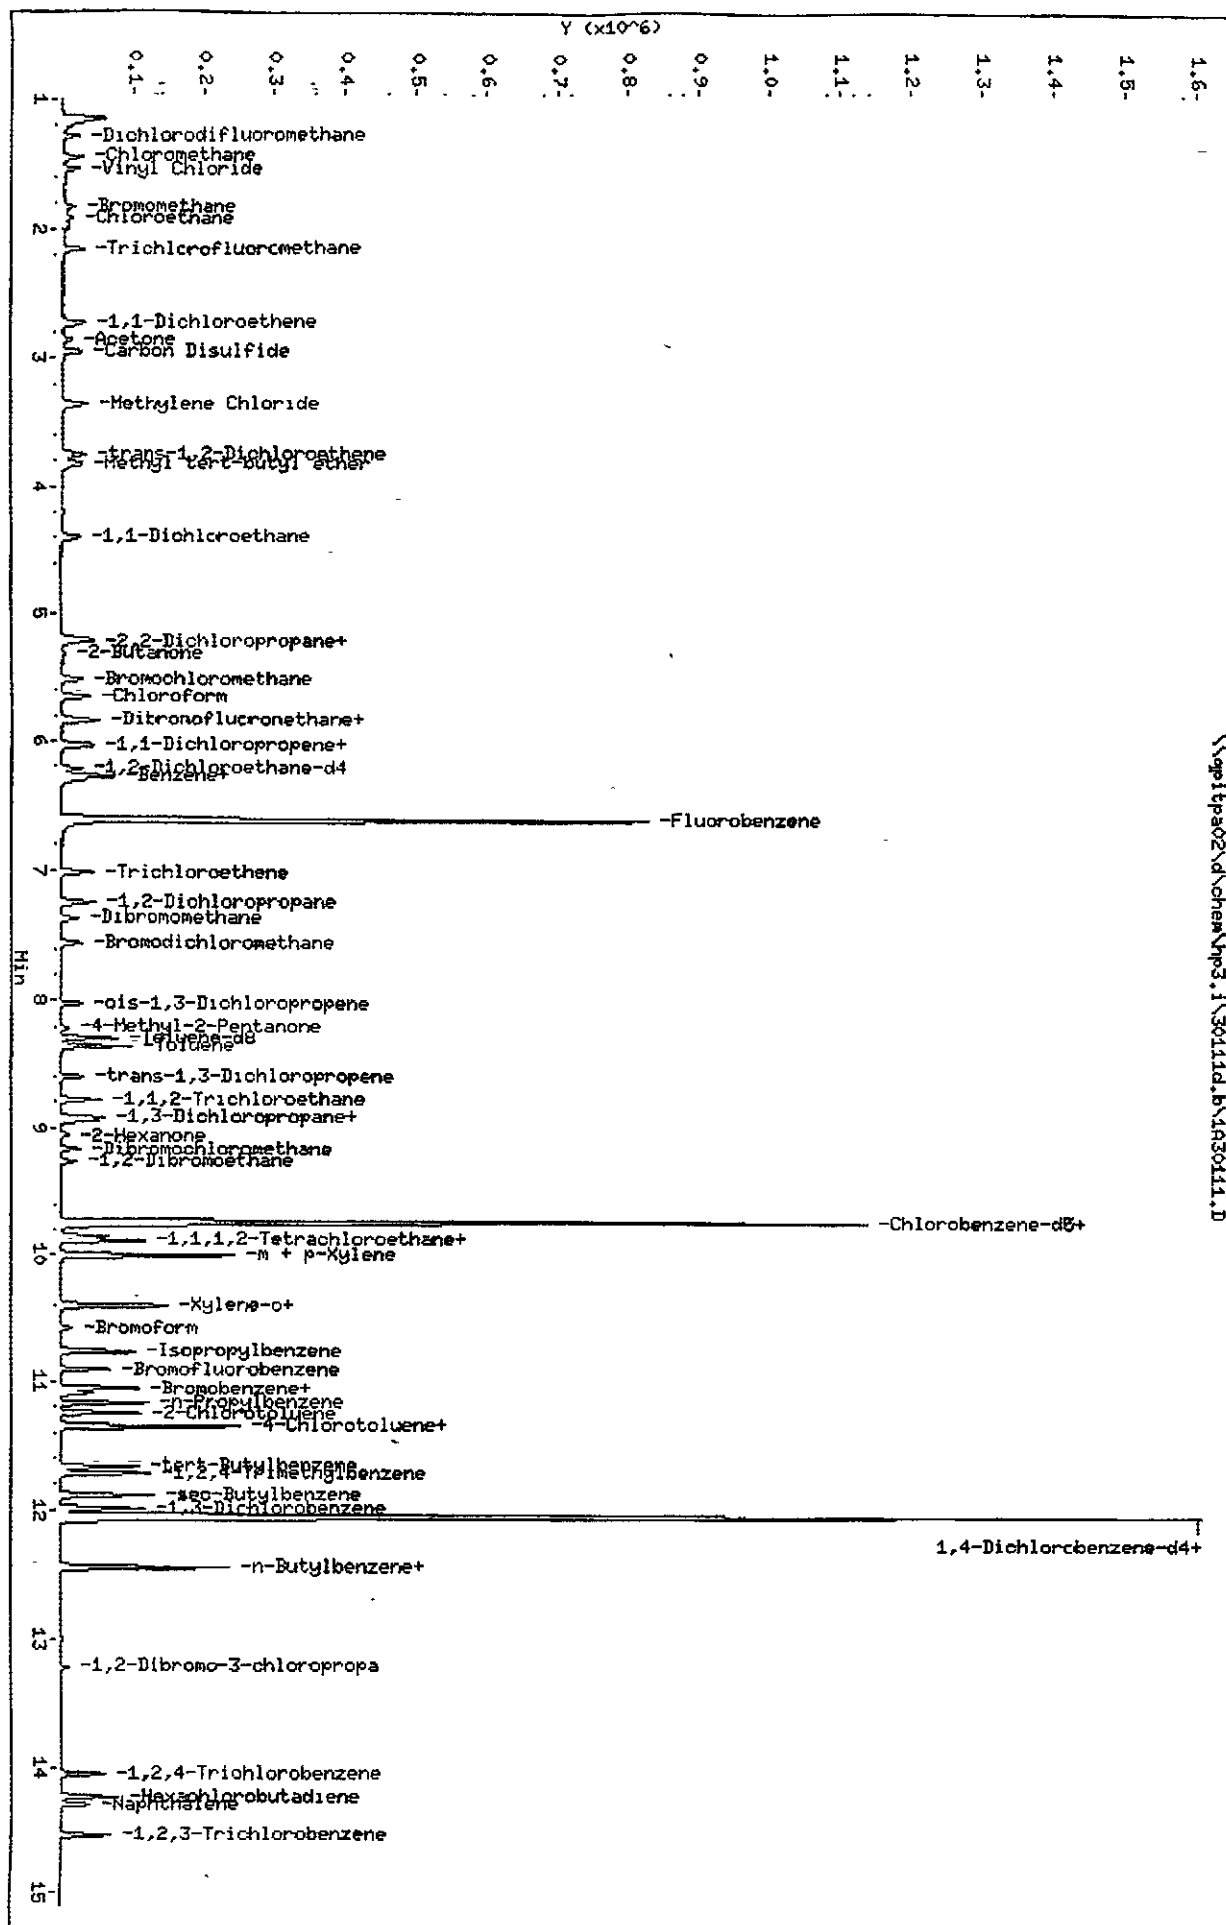 Y (x10^6)
0.1-
0.2-
0.3-
0.4-
0.5-
0.6-
0.7-
0.8-
0.9-
1.0-
1.1-
1.2-
1.3-
1.4-
1.5-
1.6-
1
-Dichlorodifluoromethane
-Chloromethane
-Vinyl Chloride
-Bromomethane
-Chloroethane
2
-Trichlorofluoromethane
-1,1-Dichloroethene
-Acetone
-Carbon Disulfide
3
-Methylene Chloride
-trans-1,2-Dichloroethene
-Methyl tert-butyl ether
4
-1,1-Dichloroethane
5
-2,2-Dichloropropane+
-2-Butanone
-Bromochloromethane
-Chloroform
-Dibromofluoromethane+
6
-1,1-Dichloropropene+
-1,2-Dichloroethane-d4
-Benzene+
-Fluorobenzene
7
-Trichloroethene
-1,2-Dichloropropane
-Dibromomethane
-Bromodichloromethane
8
-cis-1,3-Dichloropropene
-4-Methyl-2-Pentanone
-Toluene-d8
-Toluene
-trans-1,3-Dichloropropene
-1,1,2-Trichloroethane
-1,3-Dichloropropane+
9
-2-Hexanone
-Dibromochloromethane
-1,2-Dibromoethane
-Chlorobenzene-d5+
-1,1,1,2-Tetrachloroethane+
10
-m + p-Xylene
-Xylene-o+
-Bromoform
-Isopropylbenzene
-Bromofluorobenzene
11
-Bromobenzene+
-n-Propylbenzene
-2-Chlorotoluene
-4-Chlorotoluene+
-tert-Butylbenzene
-1,2,4-Trimethylbenzene
-sec-Butylbenzene
-1,3-Dichlorobenzene
12
1,4-Dichlorobenzene-d4+
-n-Butylbenzene+
13
-1,2-Dibromo-3-chloropropa
14
-1,2,4-Trichlorobenzene
-Hexachlorobutadiene
-Naphthalene
-1,2,3-Trichlorobenzene
15
Min
\\qpitpa02\d\chem\hp3.i\30111d.b\1A30111.D